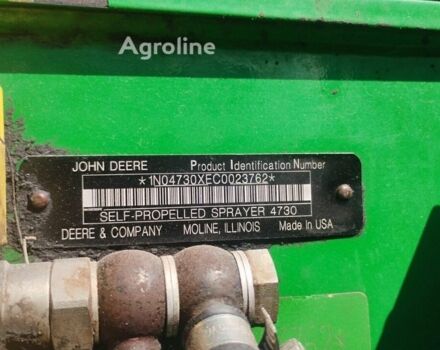 Agroline
JOHN DEERE Product Identification Number
*1N04730XEC0023762*
SELF-PROPELLED SPRAYER 4730
DEERE & COMPANY MOLINE, ILLINOIS Made In USA